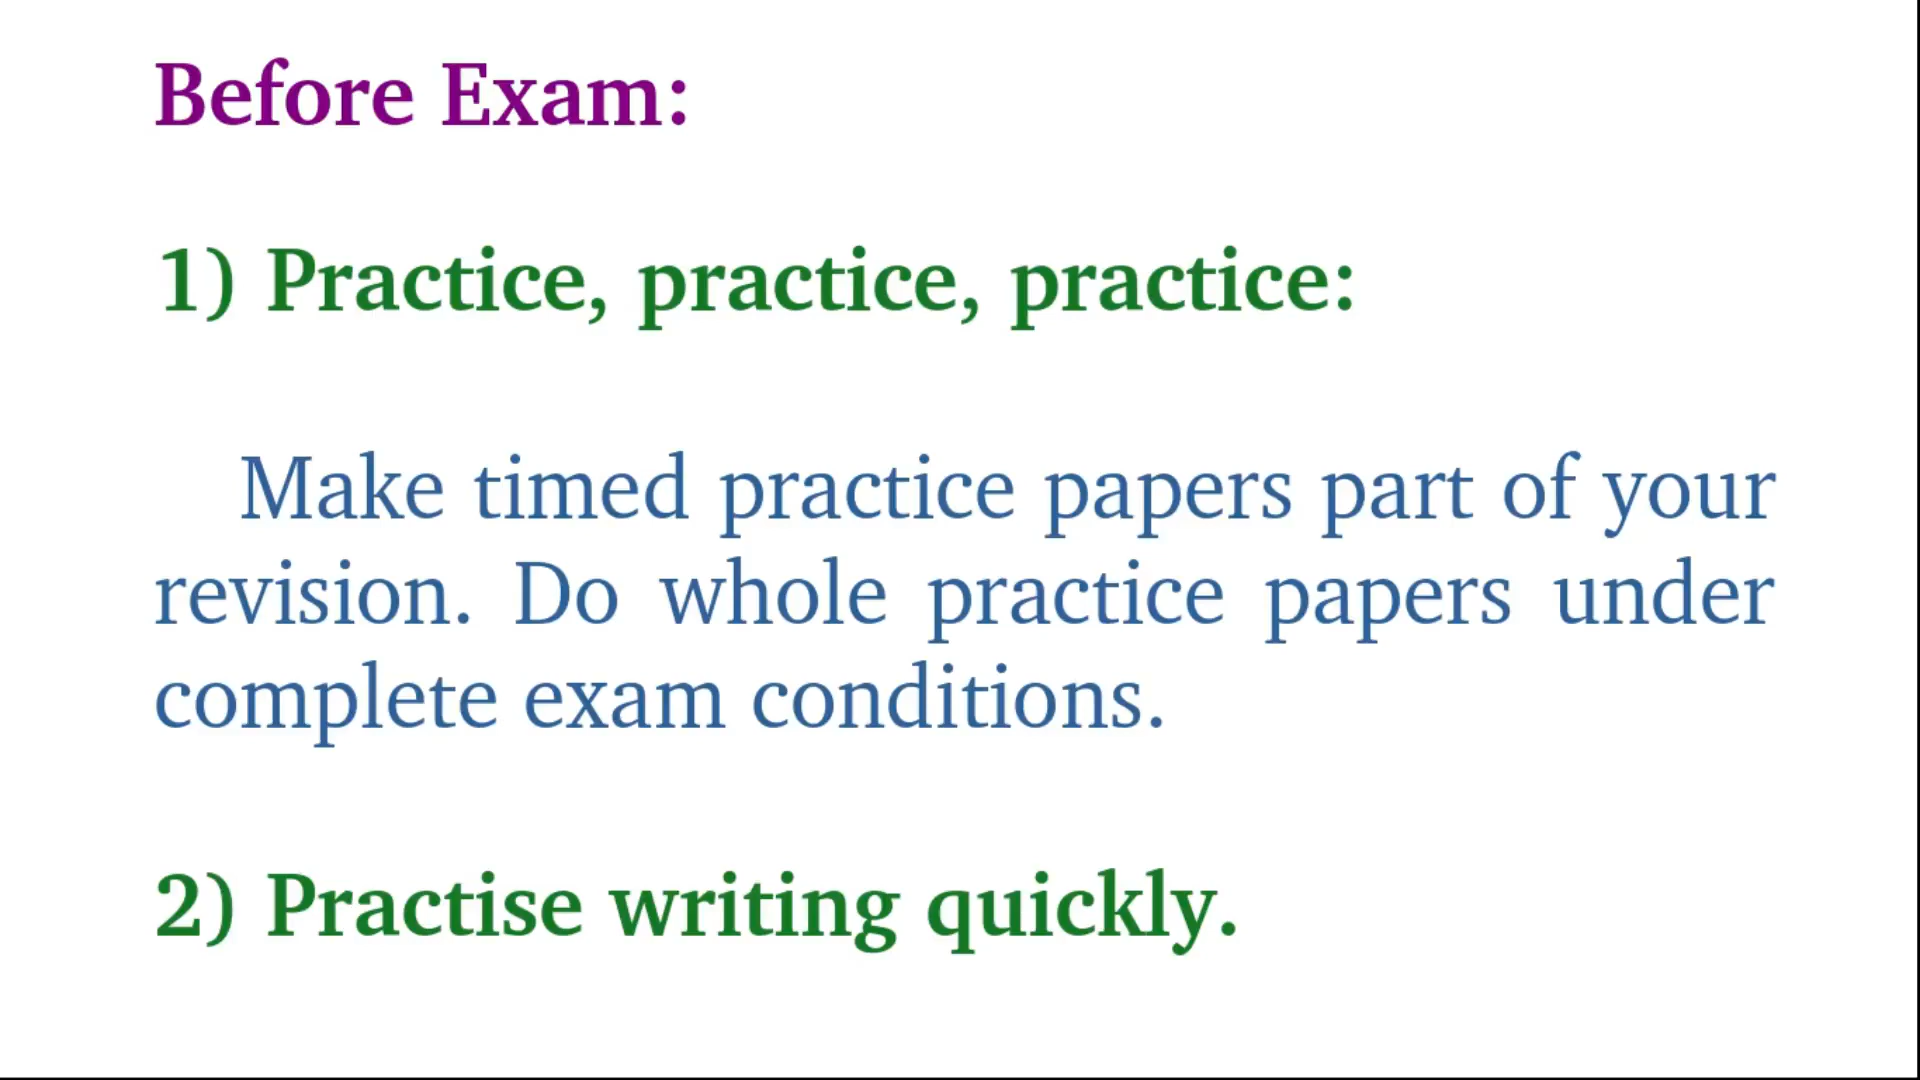 Before Exam:
1) Practice, practice, practice:
Make timed practice papers part of your
revision. Do whole practice papers under
complete exam conditions.
2) Practise writing quickly.